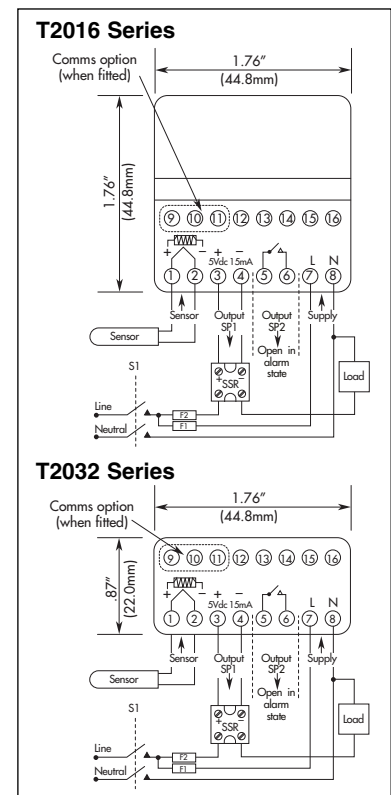 T2016 Series
Comms option
(when fitted)
1.76"
(44.8mm)
1.76"
(44.8mm)
9 10 11 12 13 14 15 16
+ − + − L N
5Vdc 15mA
1 2 3 4 5 6 7 8
Sensor
Output
SP1
Output
SP2
Supply
Sensor
Open in
alarm
state
S1
+ −
SSR
Load
Line
F2
F1
Neutral
T2032 Series
Comms option
(when fitted)
1.76"
(44.8mm)
.87"
(22.0mm)
9 10 11 12 13 14 15 16
+ − + − L N
5Vdc 15mA
1 2 3 4 5 6 7 8
Sensor
Output
SP1
Output
SP2
Supply
Sensor
Open in
alarm
state
S1
+ −
SSR
Load
Line
F2
F1
Neutral